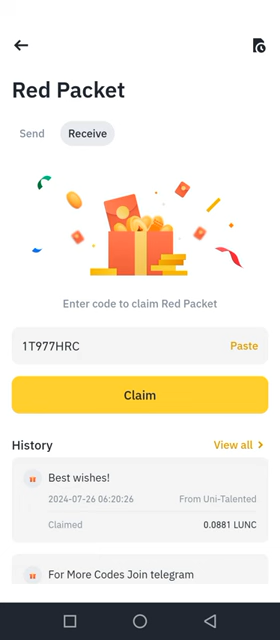 Red Packet
Send Receive
Enter code to claim Red Packet
1T977HRC Paste
Claim
History View all
Best wishes!
2024-07-26 06:20:26 From Uni-Talented
Claimed 0.0881 LUNC
For More Codes Join telegram